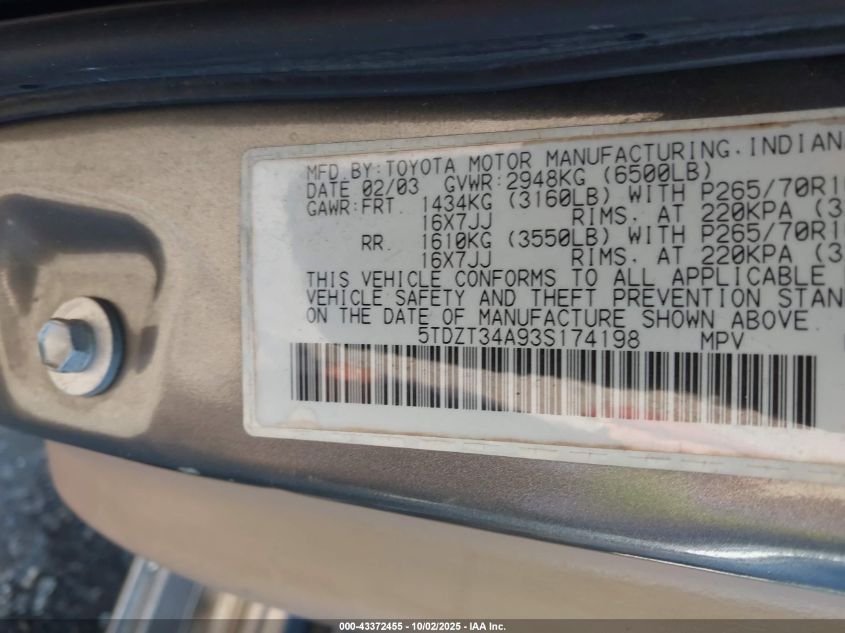 MFD BY: TOYOTA MOTOR MANUFACTURING. INDIAN
DATE 02/03 GVWR: 2948KG (6500LB)
GAWR: FRT. 1434KG (3160LB) WITH P265/70R1
16X7JJ RIMS. AT 220KPA (3
RR. 1610KG (3550LB) WITH P265/70R1
16X7JJ RIMS. AT 220KPA (3
THIS VEHICLE CONFORMS TO ALL APPLICABLE
VEHICLE SAFETY AND THEFT PREVENTION STAN
ON THE DATE OF MANUFACTURE SHOWN ABOVE.
5TDZT34A93S174198 MPV
000-43372455 - 10/02/2025 - IAA Inc.